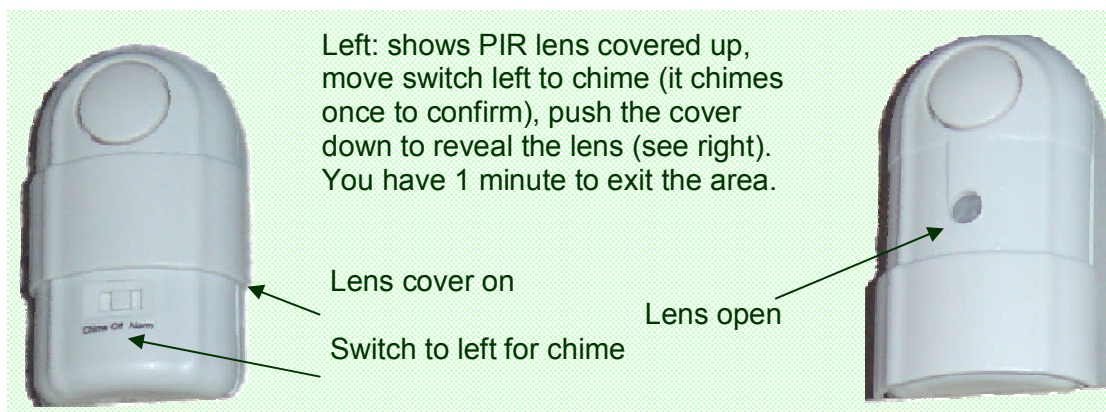 Left: shows PIR lens covered up,
move switch left to chime (it chimes
once to confirm), push the cover
down to reveal the lens (see right).
You have 1 minute to exit the area.
Lens cover on
Lens open
Switch to left for chime
Chime Off Alarm